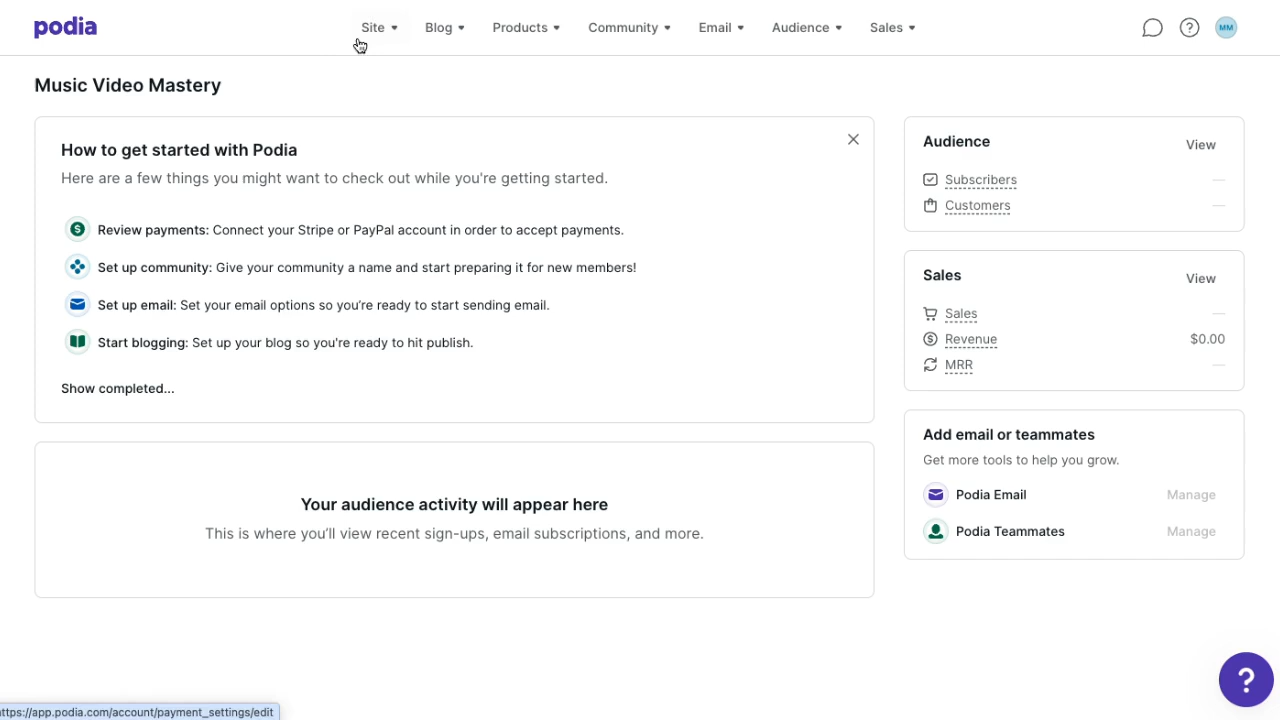 podia
Site
Blog
Products
Community
Email
Audience
Sales
?
MM
Music Video Mastery
How to get started with Podia
Here are a few things you might want to check out while you're getting started.
$ Review payments: Connect your Stripe or PayPal account in order to accept payments.
Set up community: Give your community a name and start preparing it for new members!
Set up email: Set your email options so you're ready to start sending email.
Start blogging: Set up your blog so you're ready to hit publish.
Show completed...
Your audience activity will appear here
This is where you'll view recent sign-ups, email subscriptions, and more.
Audience View
Subscribers —
Customers —
Sales View
Sales —
$ Revenue $0.00
MRR —
Add email or teammates
Get more tools to help you grow.
Podia Email Manage
Podia Teammates Manage
?
ttps://app.podia.com/account/payment_settings/edit